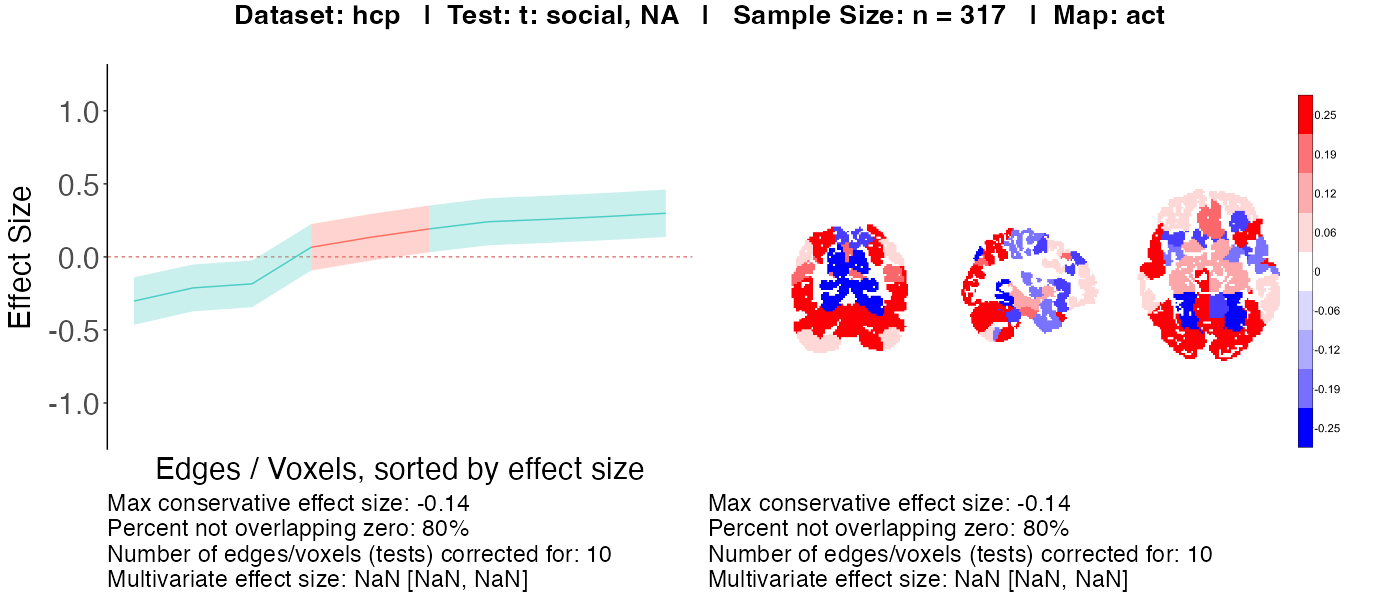 Dataset: hcp | Test: t: social, NA | Sample Size: n = 317 | Map: act
Effect Size
1.0
0.5
0.0
-0.5
-1.0
Edges / Voxels, sorted by effect size
Max conservative effect size: -0.14
Percent not overlapping zero: 80%
Number of edges/voxels (tests) corrected for: 10
Multivariate effect size: NaN [NaN, NaN]
0.25
0.19
0.12
0.06
0
-0.06
-0.12
-0.19
-0.25
Max conservative effect size: -0.14
Percent not overlapping zero: 80%
Number of edges/voxels (tests) corrected for: 10
Multivariate effect size: NaN [NaN, NaN]